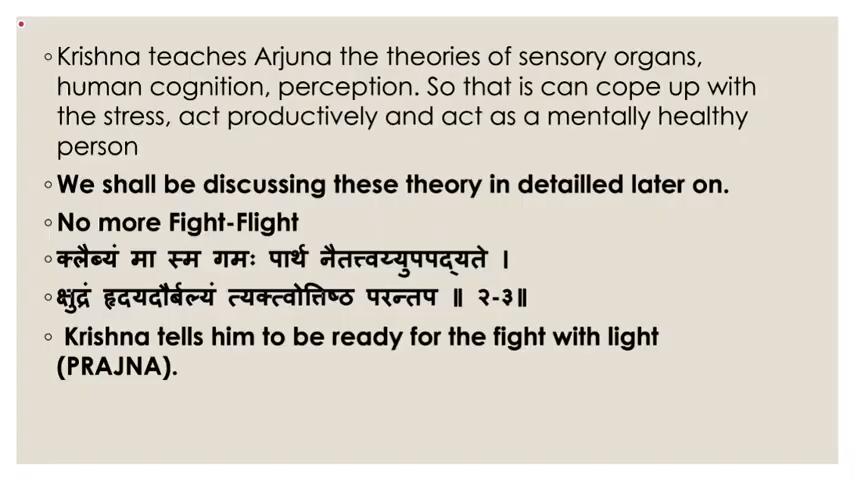 ◦Krishna teaches Arjuna the theories of sensory organs,
human cognition, perception. So that is can cope up with
the stress, act productively and act as a mentally healthy
person
◦We shall be discussing these theory in detailled later on.
◦No more Fight-Flight
◦क्लैब्यं मा स्म गमः पार्थ नैतत्त्वय्युपपद्यते ।
◦क्षुद्रं हृदयदौर्बल्यं त्यक्त्वोत्तिष्ठ परन्तप ॥ २-३॥
◦ Krishna tells him to be ready for the fight with light
(PRAJNA).